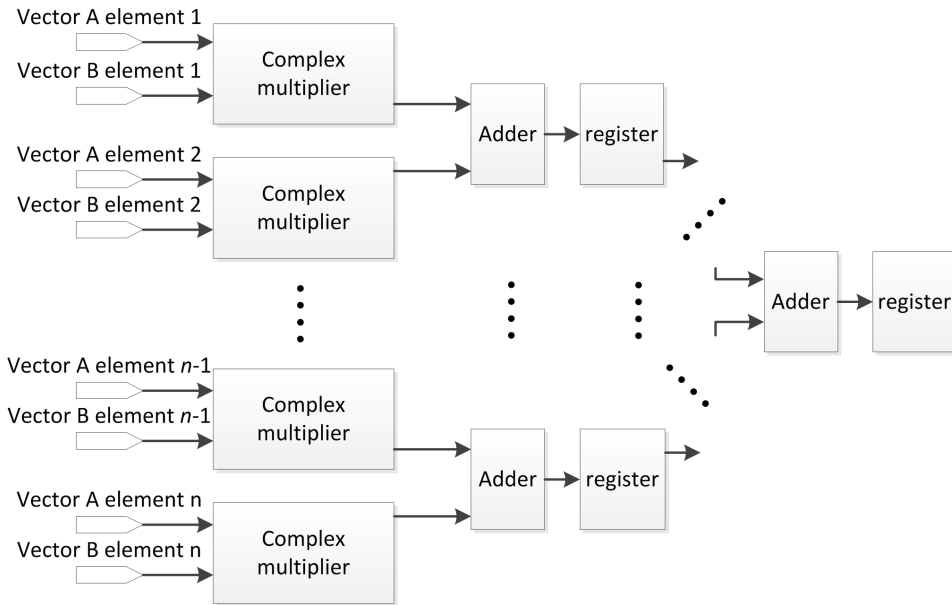 Vector A element 1
Vector B element 1
Complex
multiplier
Adder
register
Vector A element 2
Vector B element 2
Complex
multiplier
Adder
register
Vector A element n-1
Vector B element n-1
Complex
multiplier
Adder
register
Vector A element n
Vector B element n
Complex
multiplier